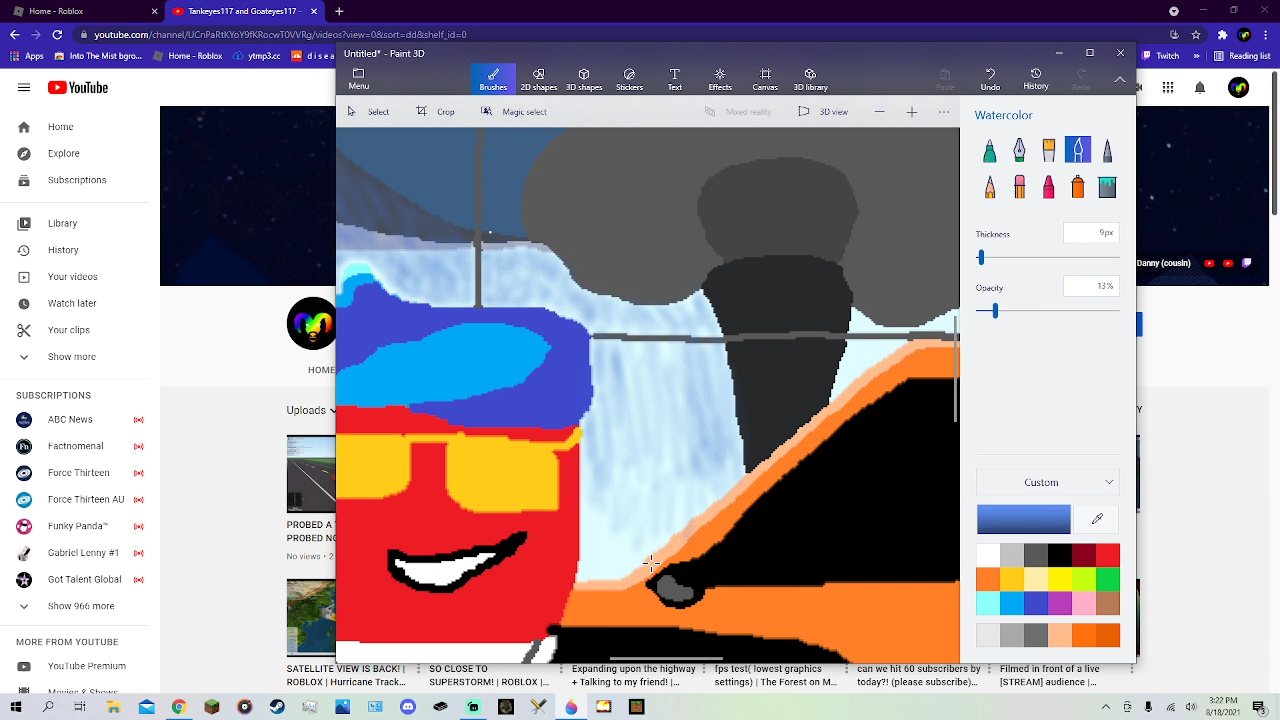 Home - Roblox
Tankeyes117 and Goateyes117 -
youtube.com/channel/UCnPaRtKYoY9fKRocwT0VVRg/videos?view=0&sort=dd&shelf_id=0
Apps
Into The Mist bgro...
Home - Roblox
ytmp3.cc
d i s e a
Twitch
Reading list
YouTube
Home
Explore
Subscriptions
Library
History
Your videos
Watch later
Your clips
Show more
SUBSCRIPTIONS
ABC News
Factnomenal
Force Thirteen
Force Thirteen AU
Funky Panda™
Gabriel Lenny #1
Got Talent Global
Show 966 more
MORE FROM YOUTUBE
YouTube Premium
HOME
Uploads
PROBED A
PROBED NO
No views • 2
SATELLITE VIEW IS BACK! |
ROBLOX | Hurricane Track...
SO CLOSE TO
SUPERSTORM! | ROBLOX |...
Expanding upon the highway
+ Talking to my friend! |...
fps test( lowest graphics
settings) | The Forest on M...
can we hit 60 subscribers by
today?! (please subscribe)...
Filmed in front of a live
[STREAM] audience |...
Danny (cousin)
Untitled* - Paint 3D
Menu
Brushes
2D shapes
3D shapes
Stickers
Text
Effects
Canvas
3D library
Paste
Undo
History
Redo
Select
Crop
Magic select
Mixed reality
3D view
Watercolor
Thickness
9px
Opacity
13%
Custom
3:22 PM
8/18/2021